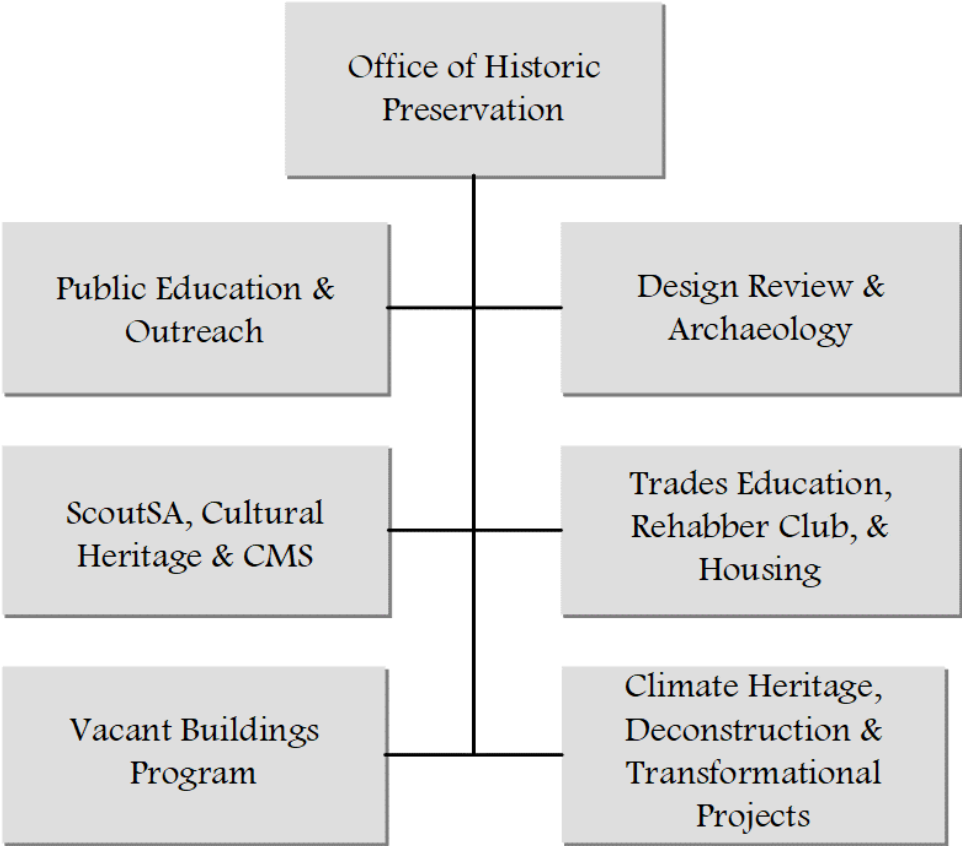 Office of Historic
Preservation
Public Education &
Outreach
Design Review &
Archaeology
ScoutSA, Cultural
Heritage & CMS
Trades Education,
Rehabber Club, &
Housing
Vacant Buildings
Program
Climate Heritage,
Deconstruction &
Transformational
Projects